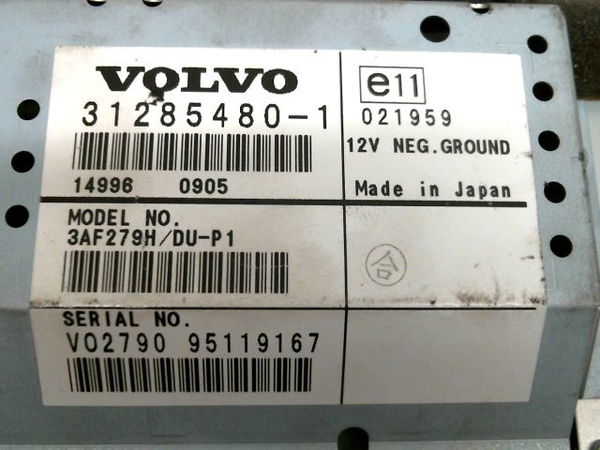 VOLVO
31285480-1
14996 0905
e11
021959
12V NEG.GROUND
Made in Japan
MODEL NO.
3AF279H/DU-P1
合
SERIAL NO.
VO2790 95119167